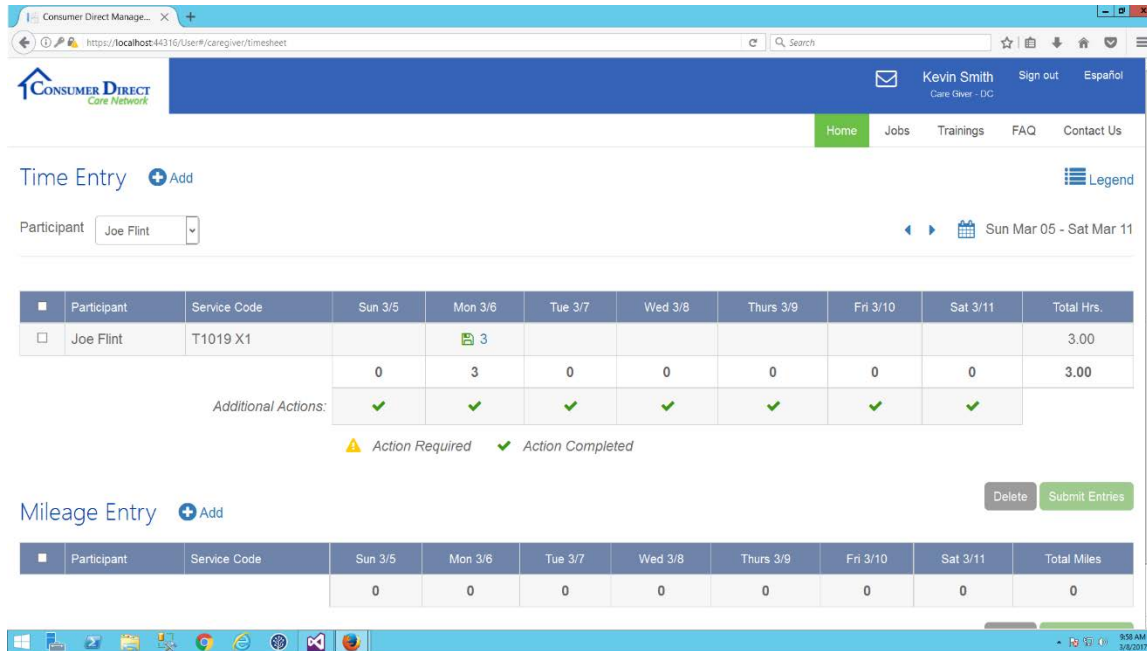 Consumer Direct Manage...
https://localhost:44316/User#/caregiver/timesheet
Search
CONSUMER DIRECT
Care Network
Kevin Smith
Care Giver - DC
Sign out
Español
Home Jobs Trainings FAQ Contact Us
Time Entry Add
Legend
Participant Joe Flint
Sun Mar 05 - Sat Mar 11
Participant Service Code Sun 3/5 Mon 3/6 Tue 3/7 Wed 3/8 Thurs 3/9 Fri 3/10 Sat 3/11 Total Hrs.
Joe Flint T1019 X1 3 3.00
0 3 0 0 0 0 0 3.00
Additional Actions:
Action Required Action Completed
Delete Submit Entries
Mileage Entry Add
Participant Service Code Sun 3/5 Mon 3/6 Tue 3/7 Wed 3/8 Thurs 3/9 Fri 3/10 Sat 3/11 Total Miles
0 0 0 0 0 0 0 0
9:58 AM
3/8/2017